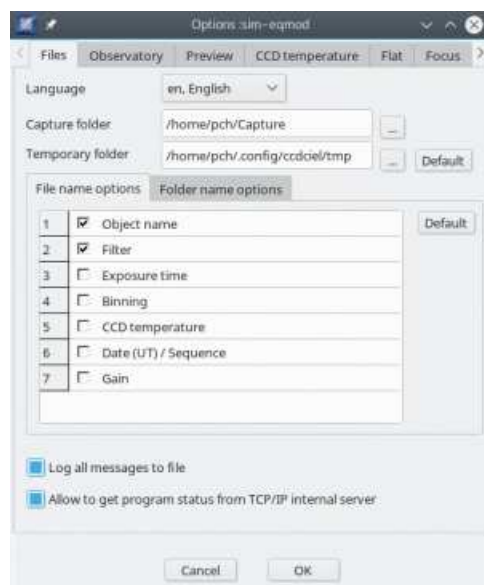 Options :sim-eqmod
Files Observatory Preview CCD temperature Flat Focus
Language en, English
Capture folder /home/pch/Capture ...
Temporary folder /home/pch/.config/ccdciel/tmp ... Default
File name options Folder name options
1 Object name Default
2 Filter
3 Exposure time
4 Binning
5 CCD temperature
6 Date (UT) / Sequence
7 Gain
Log all messages to file
Allow to get program status from TCP/IP internal server
Cancel OK